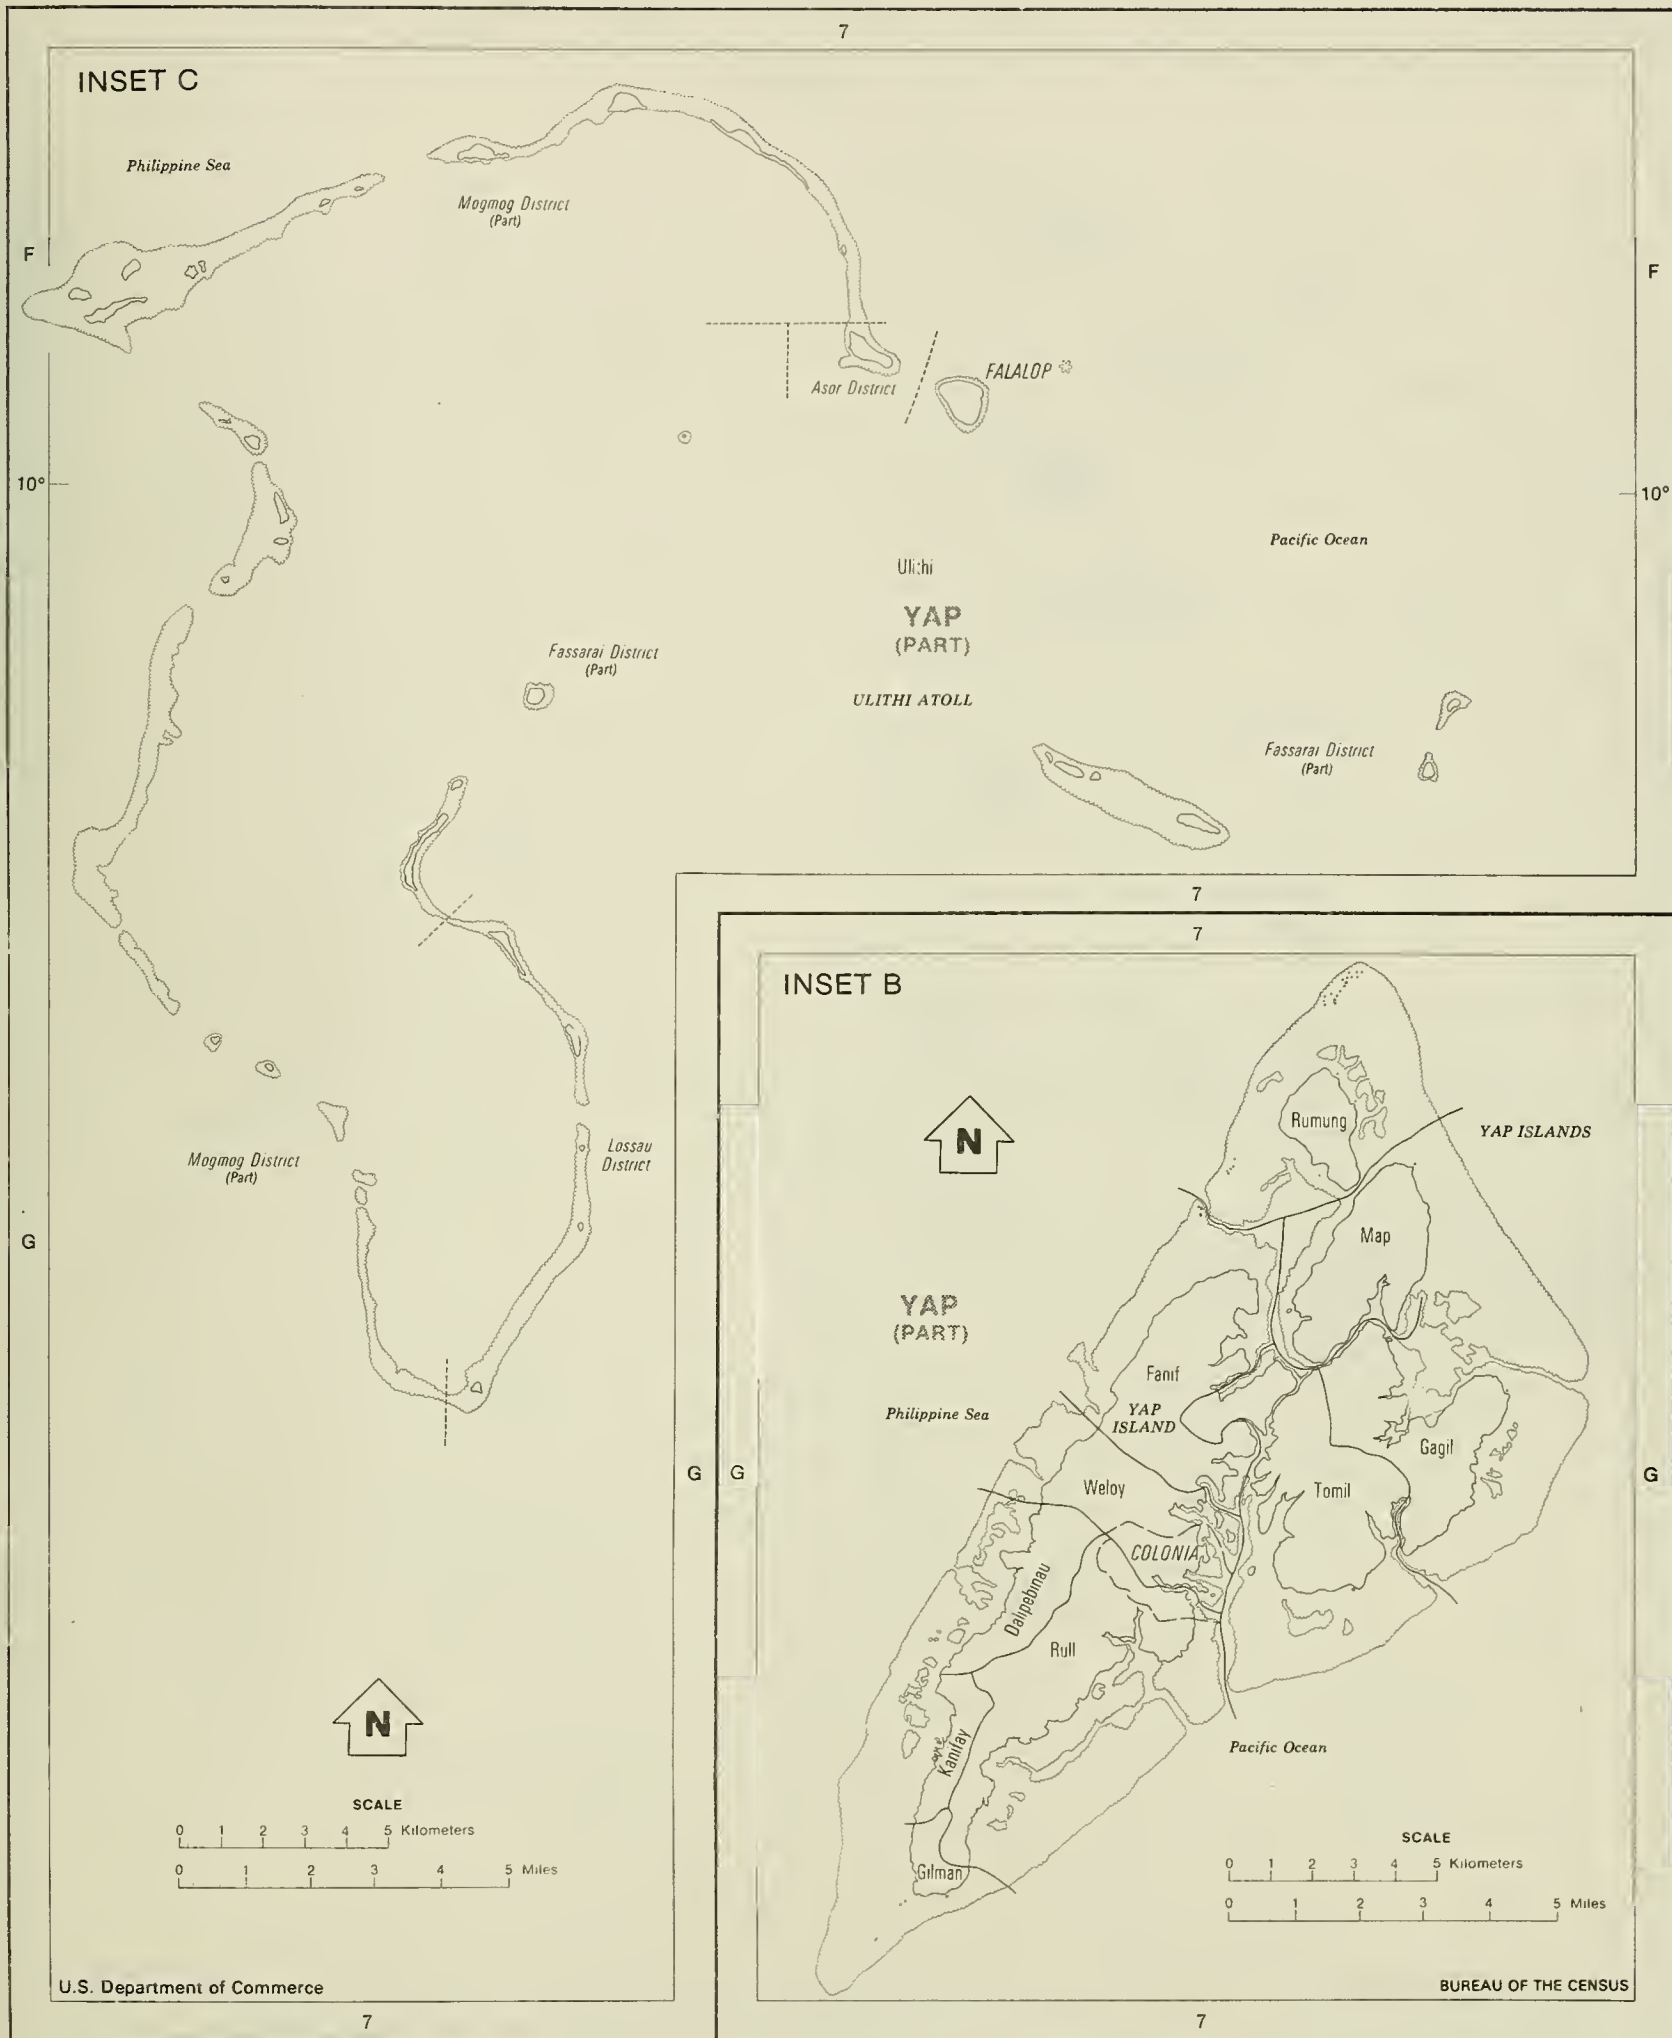 7
INSET C
Philippine Sea
Mogmog District
(Part)
F
F
FALALOP
Asor District
10°
10°
Pacific Ocean
Ulithi
YAP
(PART)
Fassarai District
(Part)
ULITHI ATOLL
Fassarai District
(Part)
7
Mogmog District
(Part)
Lossau
District
G
G
N
SCALE
0 1 2 3 4 5 Kilometers
0 1 2 3 4 5 Miles
U.S. Department of Commerce
7
7
INSET B
N
Rumung
YAP ISLANDS
Map
YAP
(PART)
Fanif
Philippine Sea
YAP
ISLAND
Gagil
G
G
Weloy
Tomil
COLONIA
Dalipebinau
Rull
Kanifay
Pacific Ocean
Gilman
SCALE
0 1 2 3 4 5 Kilometers
0 1 2 3 4 5 Miles
BUREAU OF THE CENSUS
7